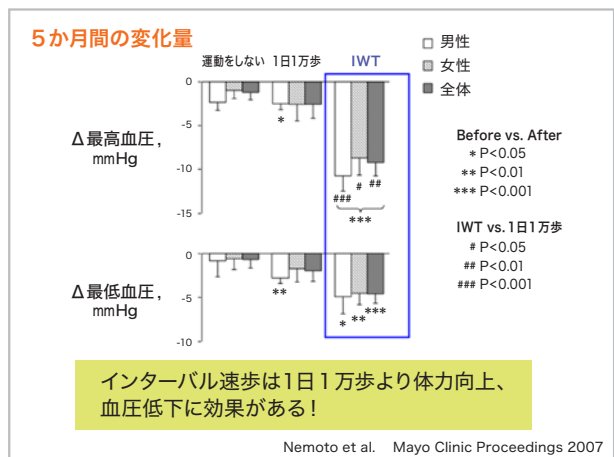 5か月間の変化量
運動をしない 1日1万歩 IWT
男性
女性
全体
Δ最高血圧,
mmHg
0
-5
-10
-15
*
### # ##
***
Before vs. After
* P<0.05
** P<0.01
*** P<0.001
IWT vs. 1日1万歩
# P<0.05
## P<0.01
### P<0.001
Δ最低血圧,
mmHg
0
-5
-10
**
* ** ***
インターバル速歩は1日1万歩より体力向上、
血圧低下に効果がある！
Nemoto et al. Mayo Clinic Proceedings 2007